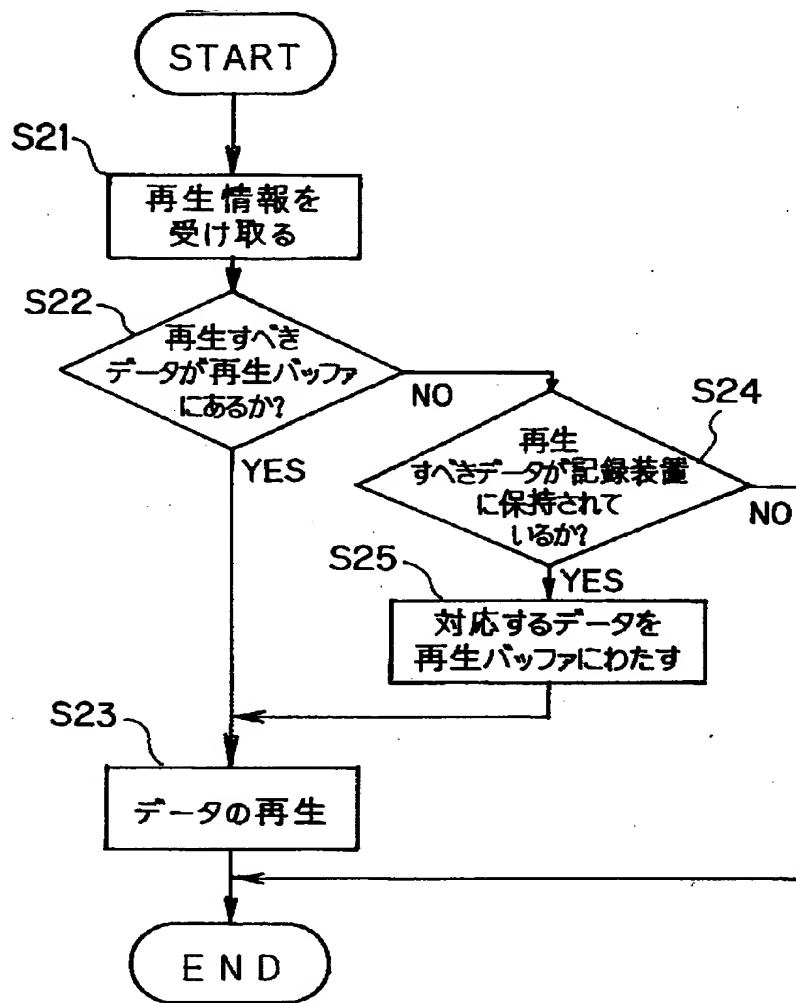 START
S21
再生情報を
受け取る
S22
再生すべき
データが再生バッファ
にあるか?
NO
YES
S24
再生
すべきデータが記録装置
に保持されて
いるか?
NO
YES
S25
対応するデータを
再生バッファにわたす
S23
データの再生
END